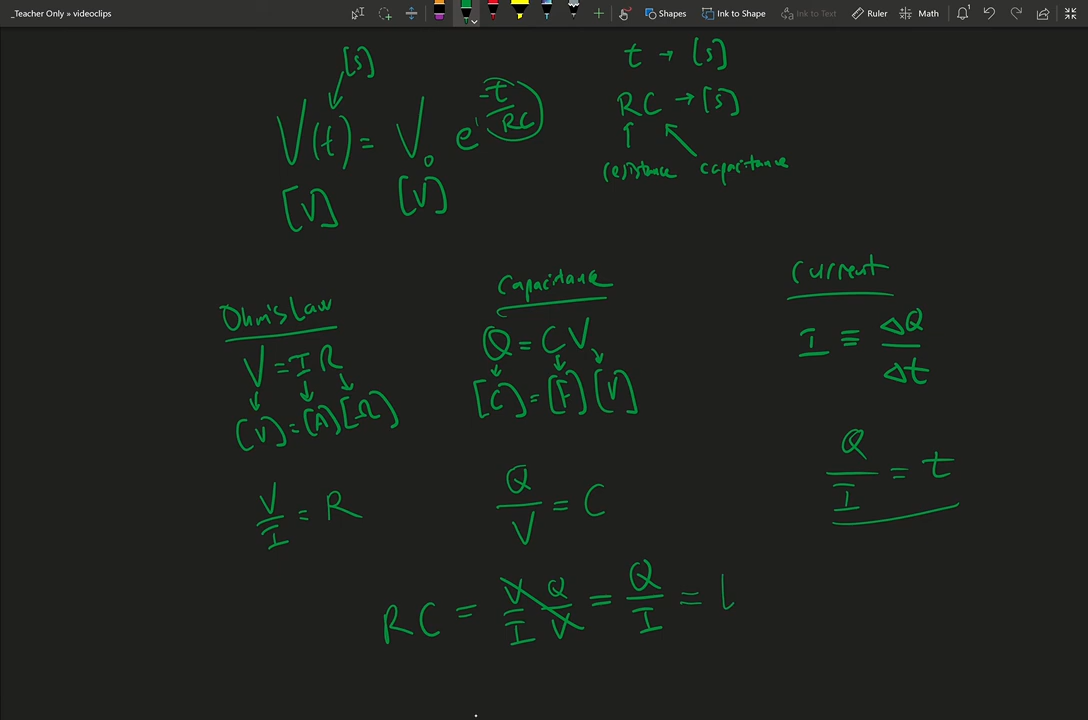 _Teacher Only » videoclips
Shapes
Ink to Shape
Ink to Text
Ruler
Math
[s]
V(t) = V₀ e^(-t/RC)
[V] [V]
t → [s]
RC → [s]
resistance capacitance
Ohm's Law
V = I R
[V] = [A] [Ω]
V/I = R
Capacitance
Q = C V
[C] = [F] [V]
Q/V = C
Current
I ≡ ΔQ/Δt
Q/I = t
RC = V/I Q/V = Q/I = l